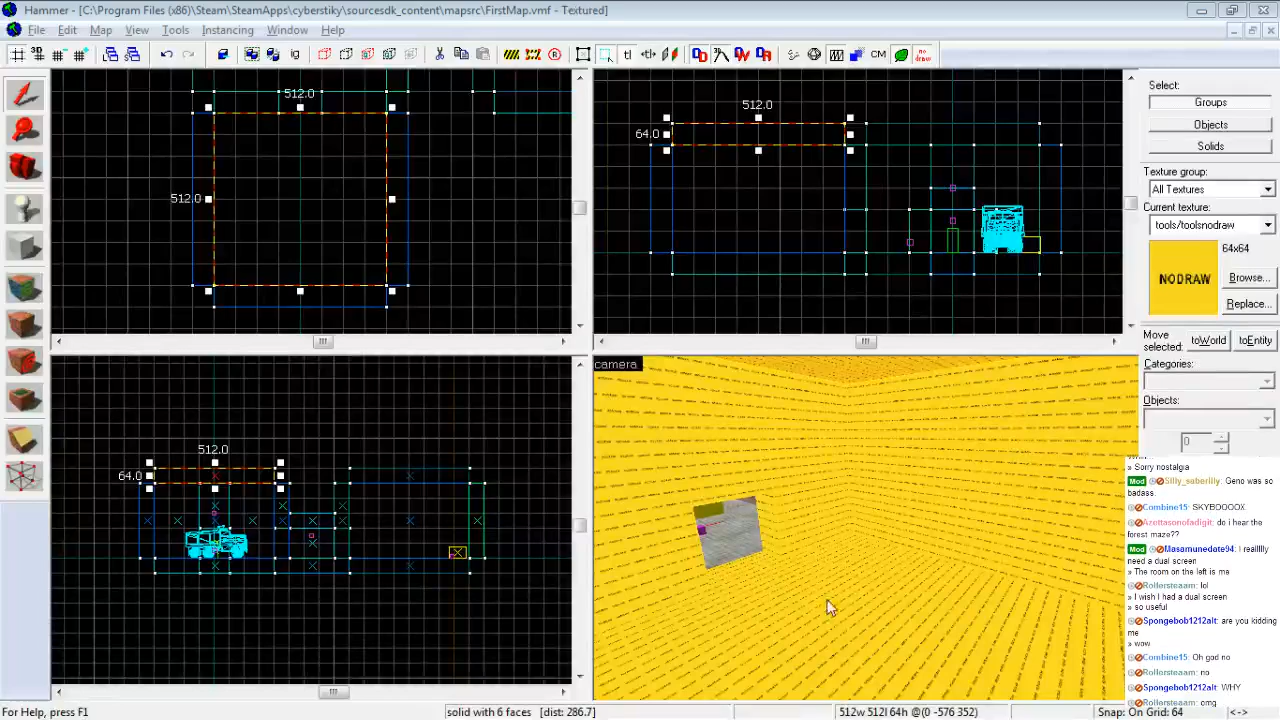 Hammer - [C:\Program Files (x86)\Steam\SteamApps\cyberstiky\sourcesdk_content\mapsrc\FirstMap.vmf - Textured]
File Edit Map View Tools Instancing Window Help
512.0
512.0
512.0
64.0
camera
512.0
64.0
Select:
Groups
Objects
Solids
Texture group:
All Textures
Current texture:
tools/toolsnodraw
64x64
NODRAW
Browse...
Replace...
Move selected:
toWorld
toEntity
Categories:
Objects:
0
» Sorry nostalgia
Mod Silly_saberilly: Geno was so
badass.
Combine15: SKYBOOOOX.
Azettasonofadigit: do i hear the
forest maze??
Mod Masamunedate94: I reallllly
need a dual screen
» The room on the left is me
Rollersteaam: lol
» I wish I had a dual screen
» so useful
Spongebob1212alt: are you kidding
me
» wow
Combine15: Oh god no
Rollersteaam: no
Spongebob1212alt: WHY
Rollersteaam: omg
For Help, press F1
solid with 6 faces [dist: 286.7]
512w 512l 64h @(0 -576 352)
Snap: On Grid: 64
<->